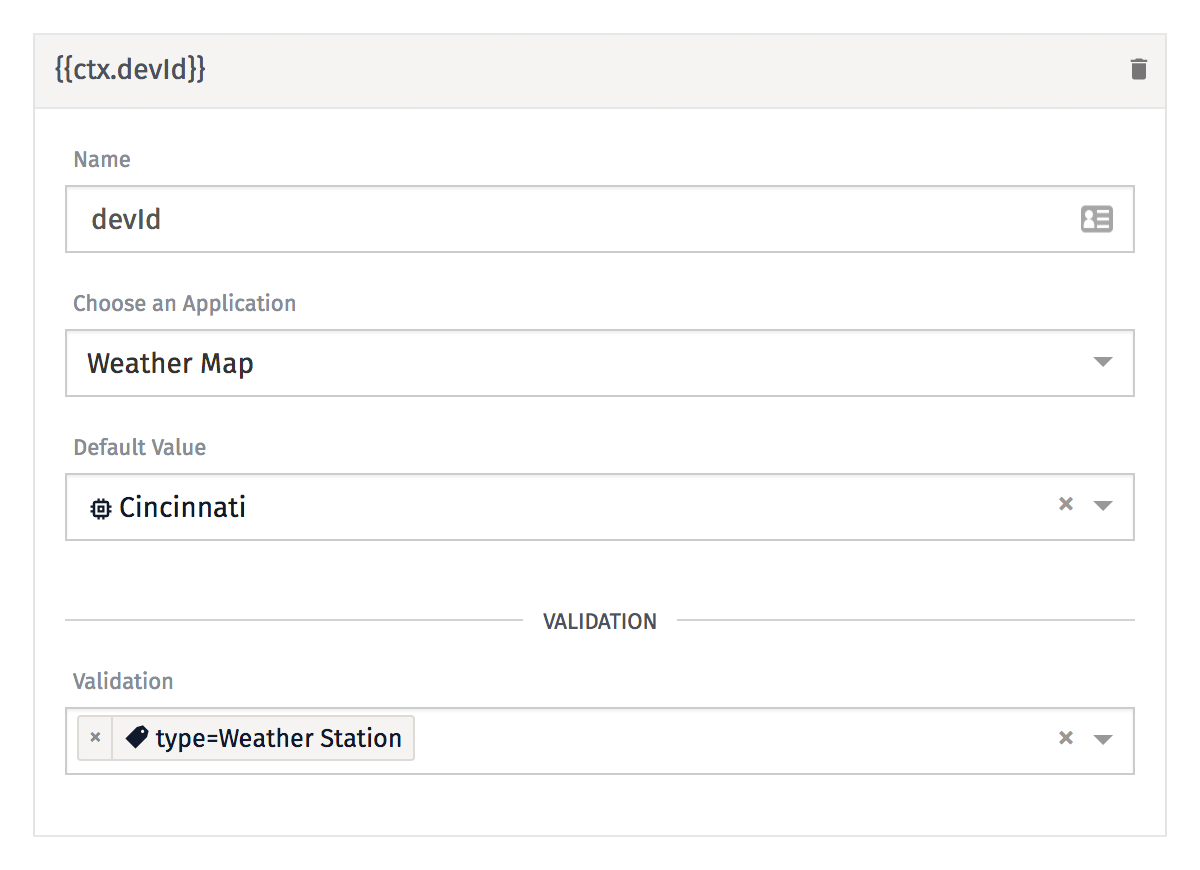 {{ctx.devId}}
Name
devId
Choose an Application
Weather Map
Default Value
Cincinnati
VALIDATION
Validation
type=Weather Station